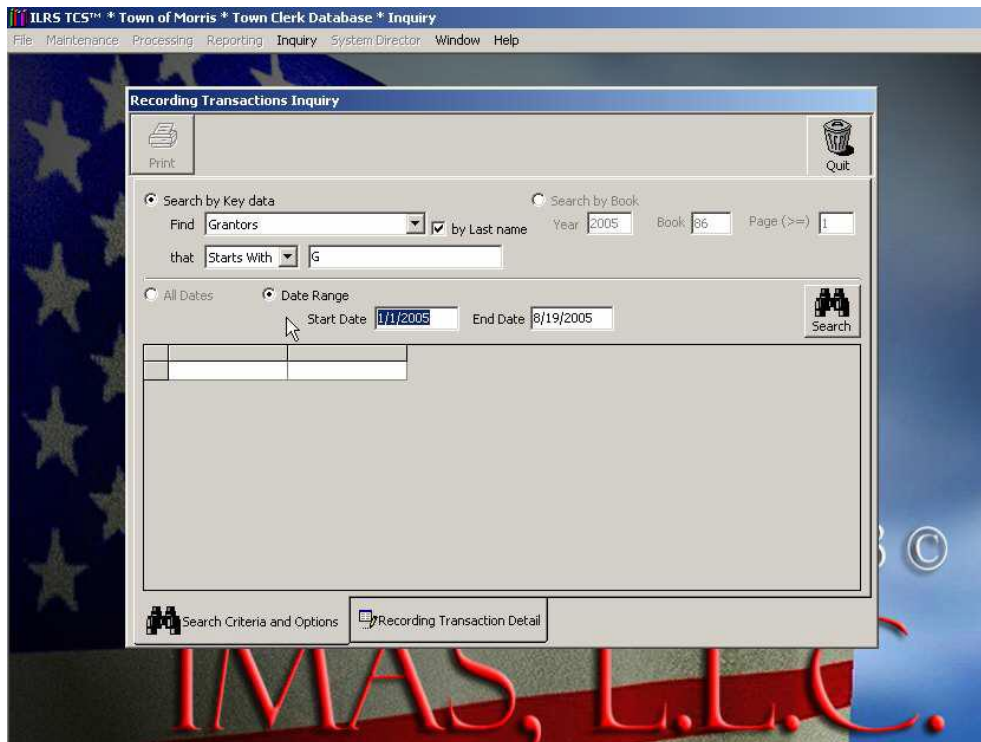 ILRS TCS™ * Town of Morris * Town Clerk Database * Inquiry
File Maintenance Processing Reporting Inquiry System Director Window Help
Recording Transactions Inquiry
Print
Quit
Search by Key data
Search by Book
Find Grantors by Last name Year 2005 Book 86 Page (>=) 1
that Starts With G
All Dates Date Range
Start Date 1/1/2005 End Date 8/19/2005
Search
©
Search Criteria and Options
Recording Transaction Detail
IMAS, L.L.C.